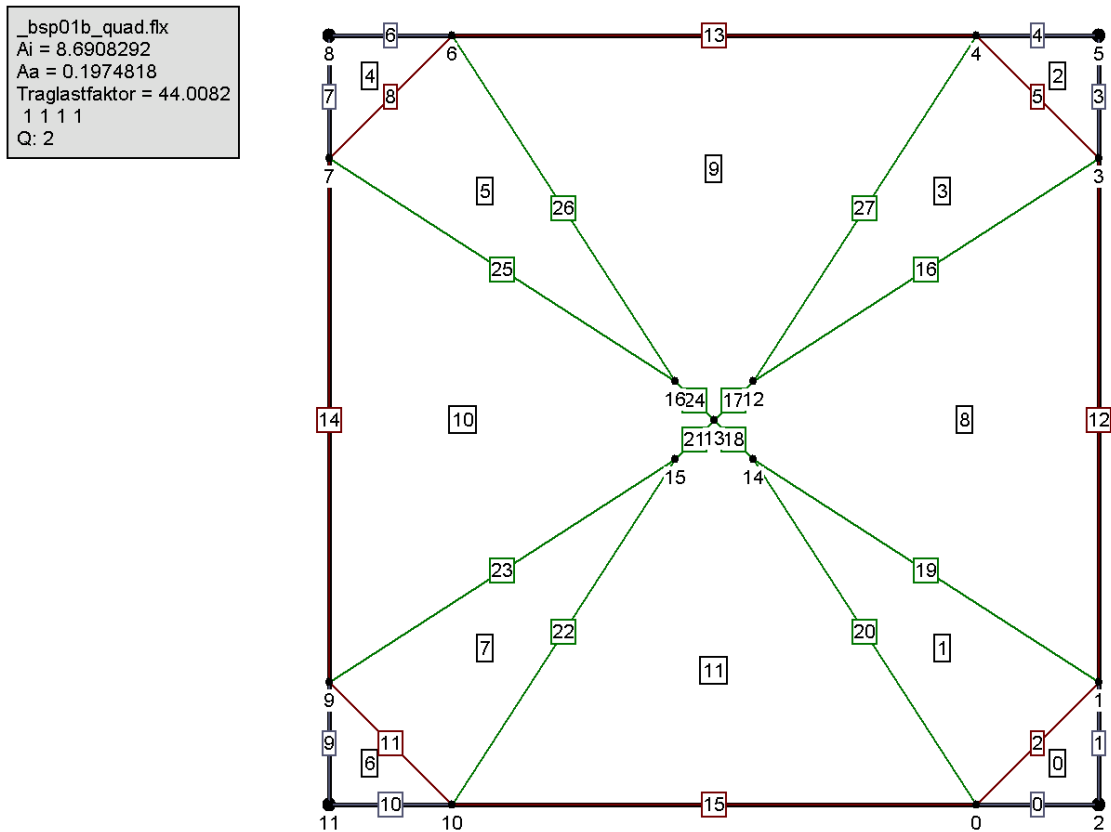 _bsp01b_quad.flx
Ai = 8.6908292
Aa = 0.1974818
Traglastfaktor = 44.0082
1 1 1 1
Q: 2
6 13 4
8 6 4 5
4 2
7 8 5 3
7 3
9
5 3
26 27
25 16
16 24 17 12
14 10 8 12
21 13 18
15 14
23 19
22 20
7 1
11
9 1
9 11 2 1
6 0
10 15 0
11 10 0 2